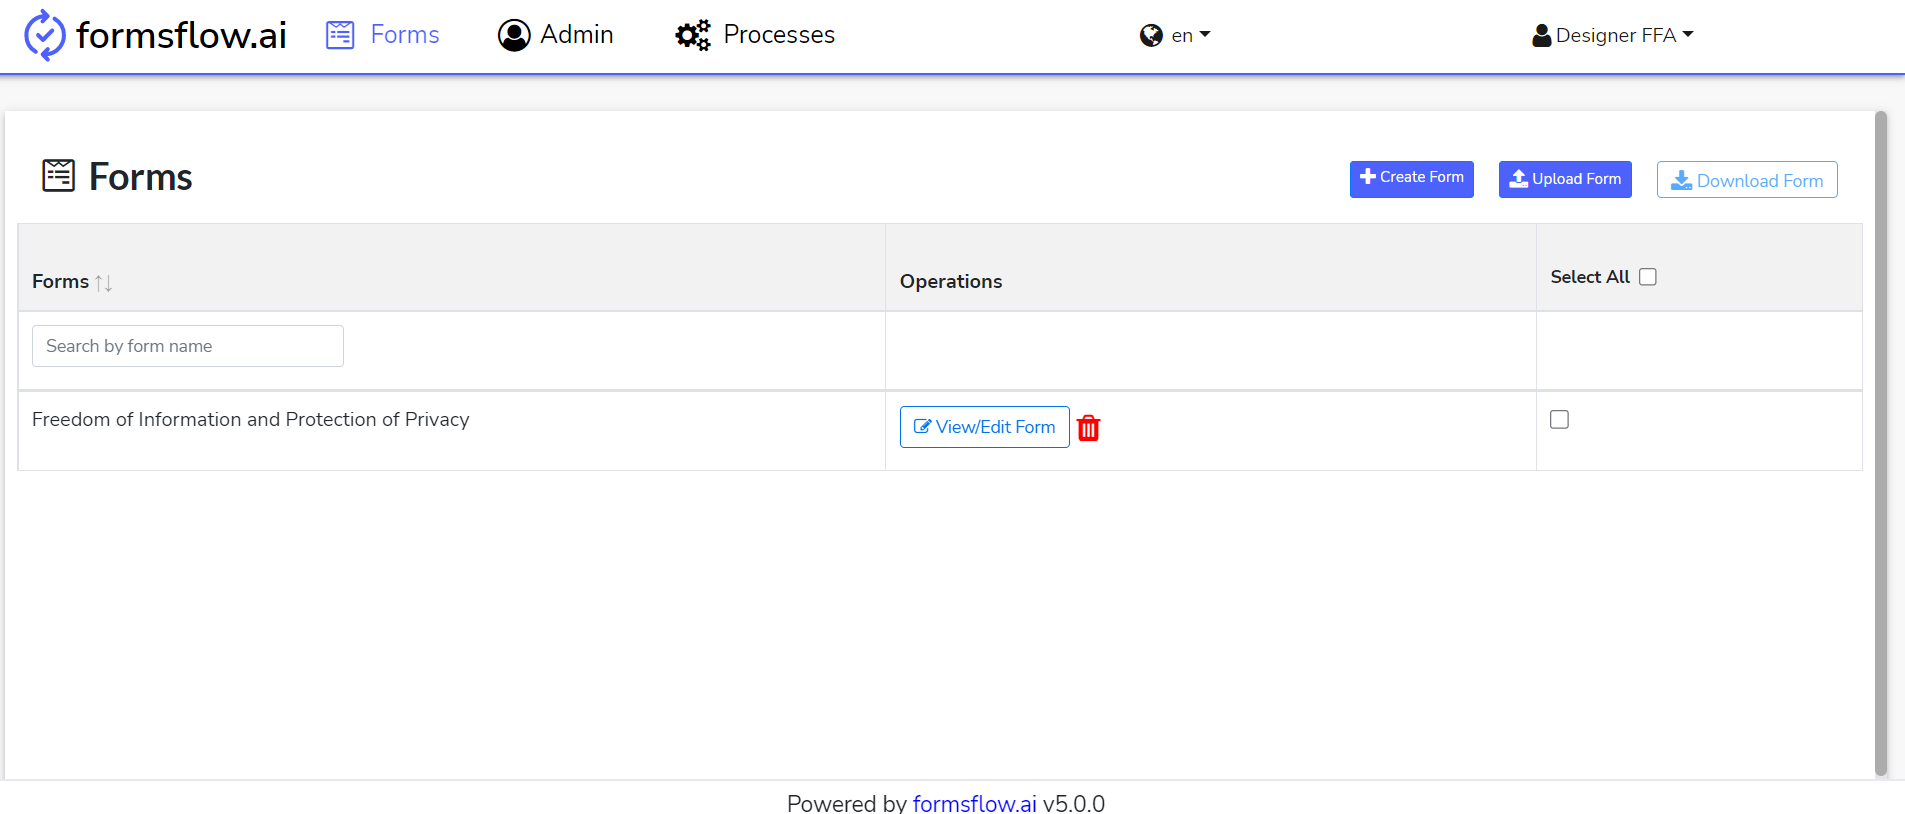 formsflow.ai Forms Admin Processes en Designer FFA
Forms
Create Form Upload Form Download Form
Forms Operations Select All
Search by form name
Freedom of Information and Protection of Privacy View/Edit Form
Powered by formsflow.ai v5.0.0